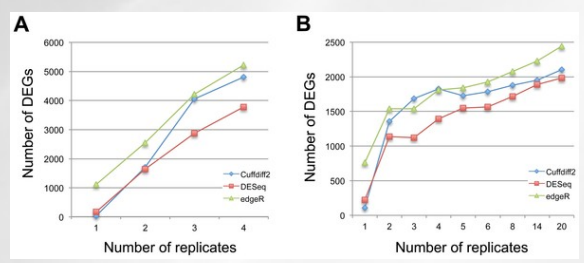 A
Number of DEGs
6000
5000
4000
3000
2000
1000
0
Cuffdiff2
DESeq
edgeR
1 2 3 4
Number of replicates
B
Number of DEGs
2500
2000
1500
1000
500
0
Cuffdiff2
DESeq
edgeR
1 2 3 4 5 6 8 14 20
Number of replicates